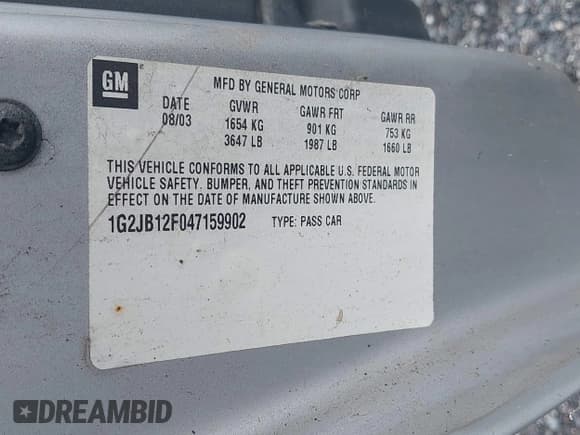 GM
MFD BY GENERAL MOTORS CORP
DATE GVWR GAWR FRT GAWR RR
08/03 1654 KG 901 KG 753 KG
3647 LB 1987 LB 1660 LB
THIS VEHICLE CONFORMS TO ALL APPLICABLE U.S. FEDERAL MOTOR
VEHICLE SAFETY, BUMPER, AND THEFT PREVENTION STANDARDS IN
EFFECT ON THE DATE OF MANUFACTURE SHOWN ABOVE.
1G2JB12F047159902 TYPE: PASS CAR
DREAMBID